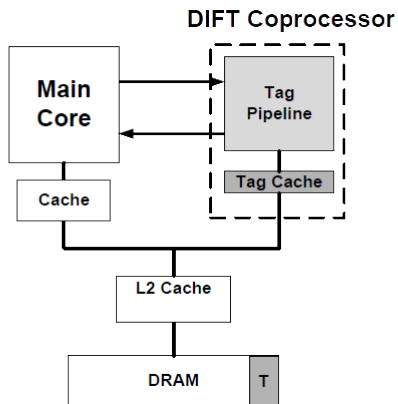 DIFT Coprocessor
Main
Core
Tag
Pipeline
Cache
Tag Cache
L2 Cache
DRAM
T